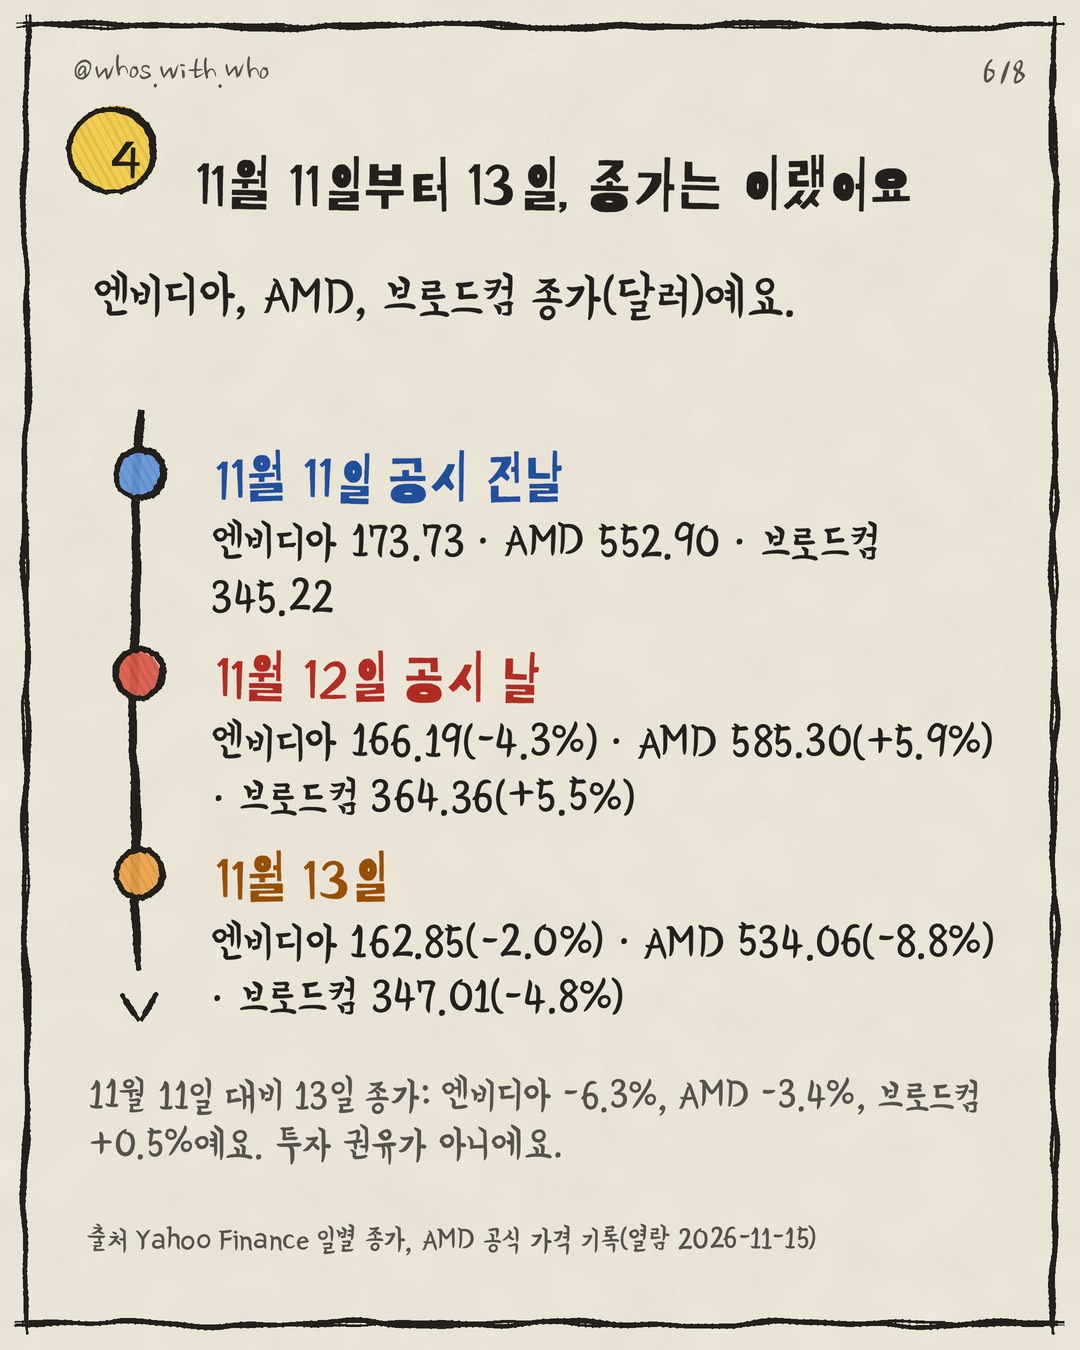 @whos.with.who
6/8
4
11월 11일부터 13일, 종가는 이랬어요
엔비디아, AMD, 브로드컴 종가(달러)예요.
11월 11일 공시 전날
엔비디아 173.73 · AMD 552.90 · 브로드컴
345.22
11월 12일 공시 날
엔비디아 166.19(-4.3%) · AMD 585.30(+5.9%)
· 브로드컴 364.36(+5.5%)
11월 13일
엔비디아 162.85(-2.0%) · AMD 534.06(-8.8%)
· 브로드컴 347.01(-4.8%)
11월 11일 대비 13일 종가: 엔비디아 -6.3%, AMD -3.4%, 브로드컴
+0.5%예요. 투자 권유가 아니에요.
출처 Yahoo Finance 일별 종가, AMD 공식 가격 기록(열람 2026-11-15)